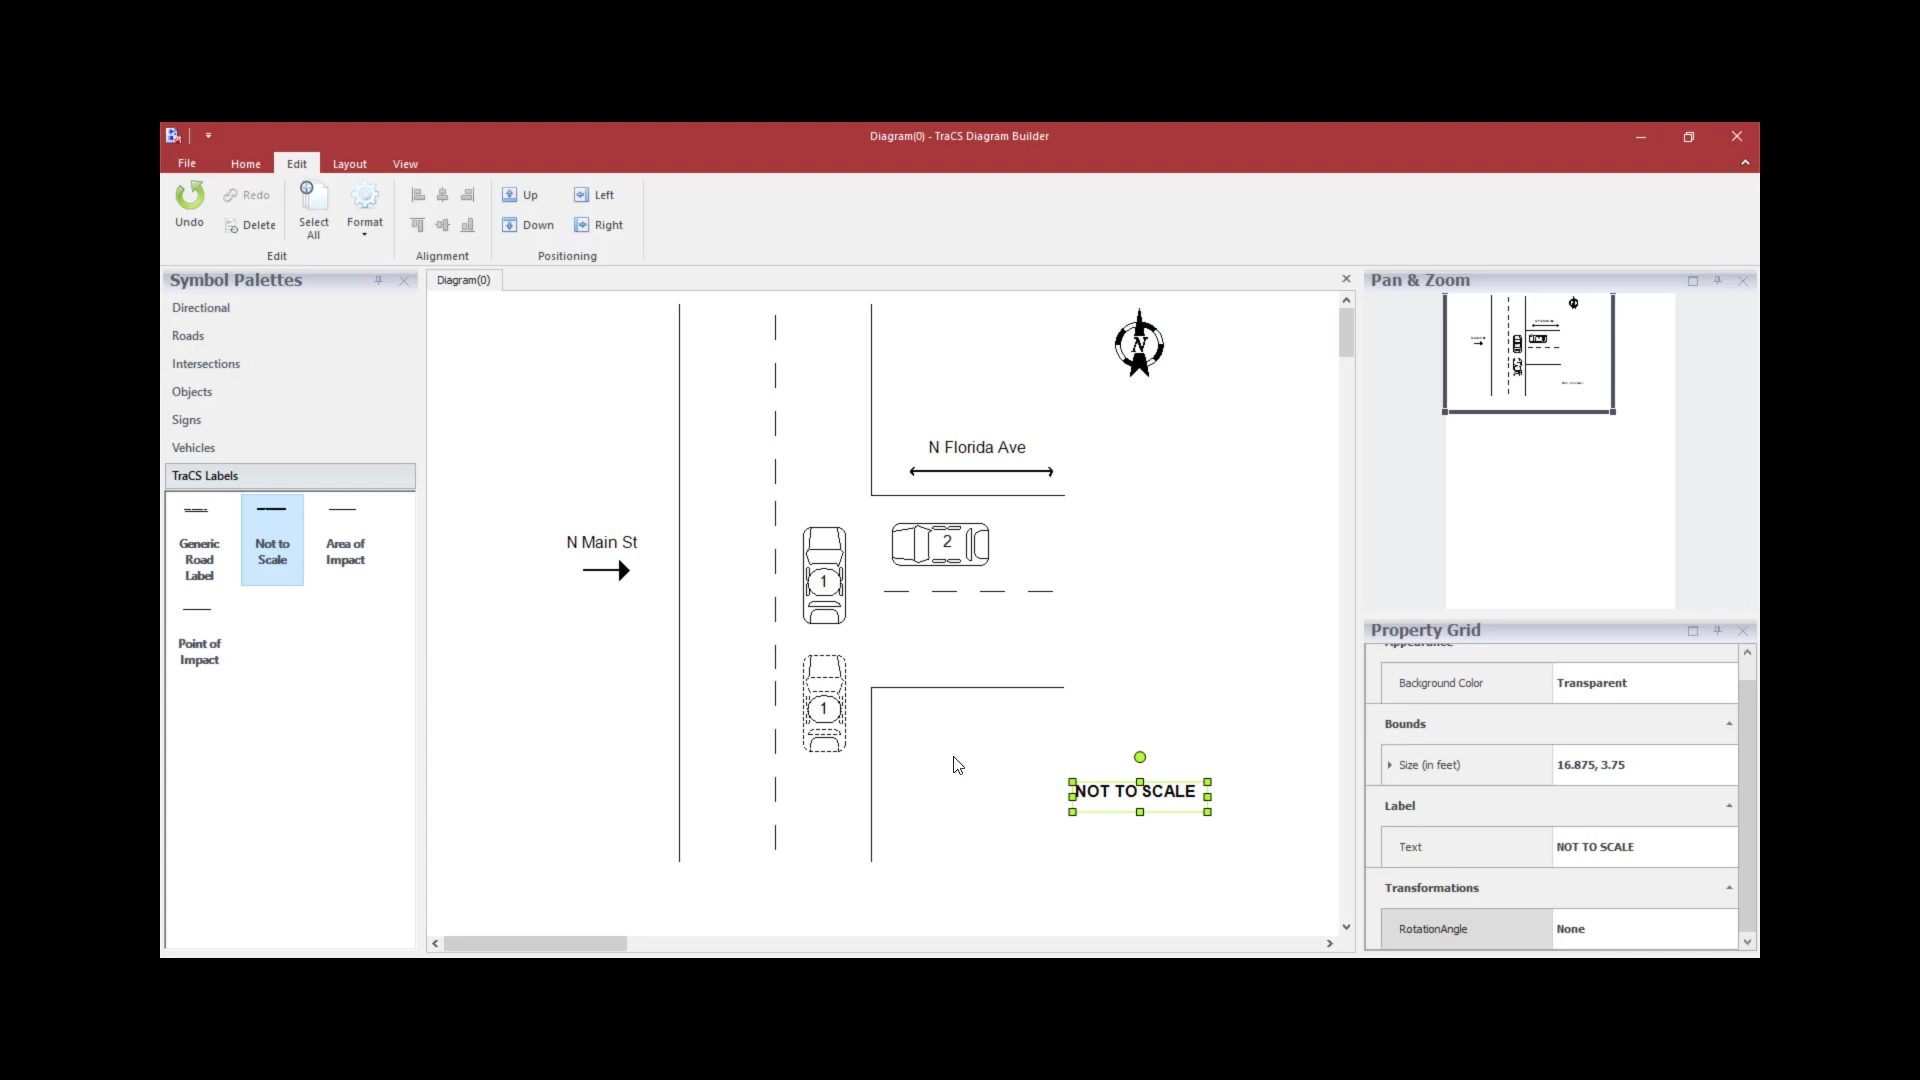 Diagram(0) - TraCS Diagram Builder
File Home Edit Layout View
Undo
Redo
Delete
Select All
Format
Up
Down
Left
Right
Edit
Alignment
Positioning
Symbol Palettes
Directional
Roads
Intersections
Objects
Signs
Vehicles
TraCS Labels
Generic
Road
Label
Not to
Scale
Area of
Impact
Point of
Impact
Diagram(0)
N
N Florida Ave
N Main St
1
2
1
NOT TO SCALE
Pan & Zoom
Property Grid
Appearance
Background Color Transparent
Bounds
Size (in feet) 16.875, 3.75
Label
Text NOT TO SCALE
Transformations
RotationAngle None